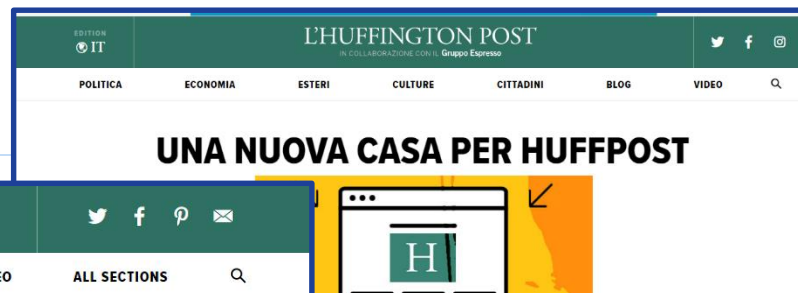 EDITION
IT
L'HUFFINGTON POST
IN COLLABORAZIONE CON IL Gruppo Espresso
POLITICA ECONOMIA ESTERI CULTURE CITTADINI BLOG VIDEO
UNA NUOVA CASA PER HUFFPOST
H
EO ALL SECTIONS